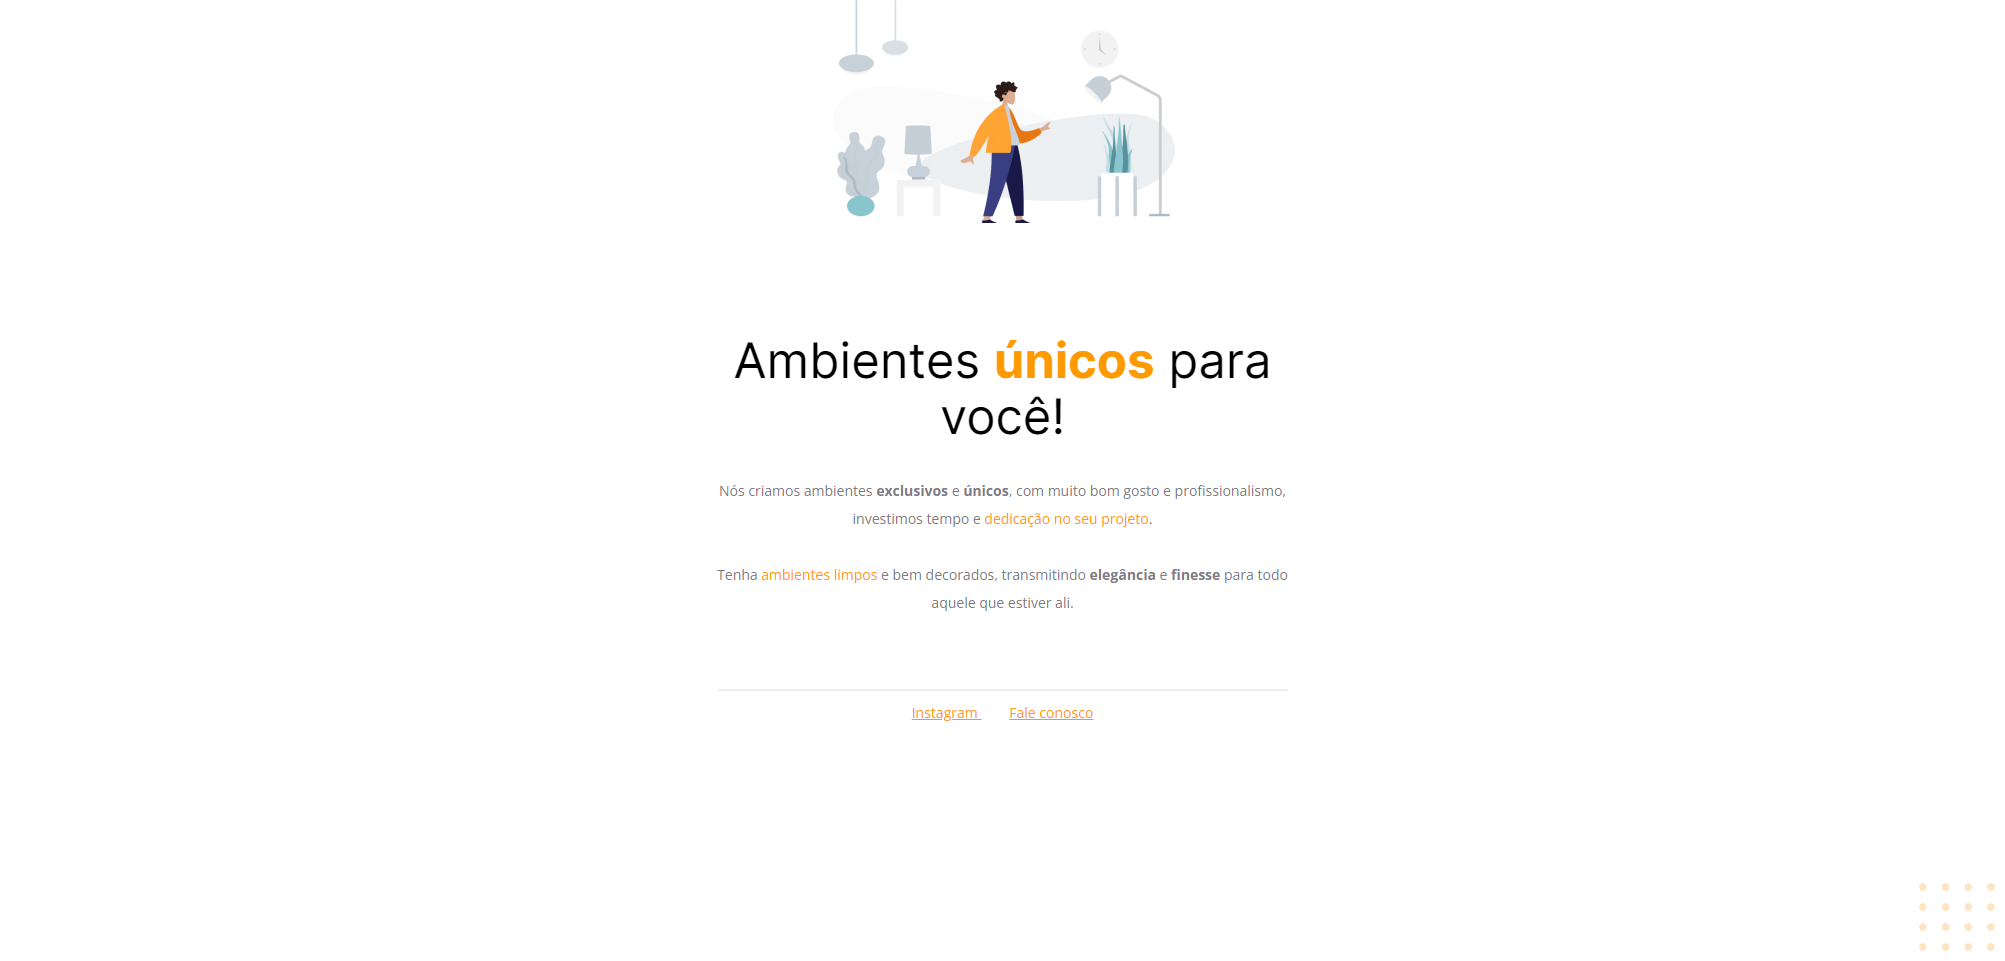 Ambientes únicos para
você!
Nós criamos ambientes exclusivos e únicos, com muito bom gosto e profissionalismo,
investimos tempo e dedicação no seu projeto.
Tenha ambientes limpos e bem decorados, transmitindo elegância e finesse para todo
aquele que estiver ali.
Instagram Fale conosco